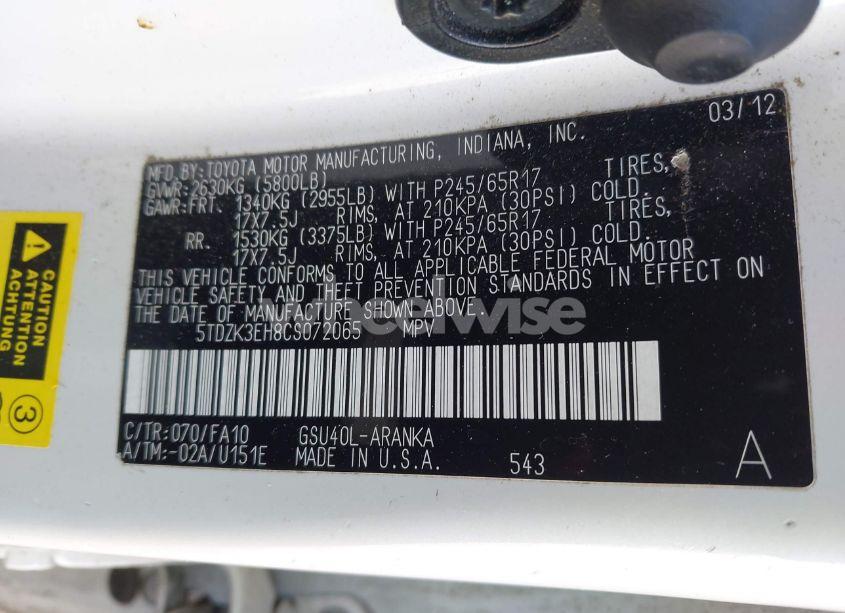 03/12
MFD.BY:TOYOTA MOTOR MANUFACTURING, INDIANA, INC.
GVWR:2630KG (5800LB)
GAWR:FRT. 1340KG (2955LB) WITH P245/65R17 TIRES,
17X7.5J RIMS, AT 210KPA (30PSI) COLD.
RR. 1530KG (3375LB) WITH P245/65R17 TIRES,
17X7.5J RIMS, AT 210KPA (30PSI) COLD.
THIS VEHICLE CONFORMS TO ALL APPLICABLE FEDERAL MOTOR
VEHICLE SAFETY AND THEFT PREVENTION STANDARDS IN EFFECT ON
THE DATE OF MANUFACTURE SHOWN ABOVE.
5TDZK3EH8CS072065 MPV
C/TR:070/FA10 GSU40L-ARANKA
A/TM:-02A/U151E MADE IN U.S.A. 543 A
CAUTION
ATTENTION
ACHTUNG
3
wheelwise